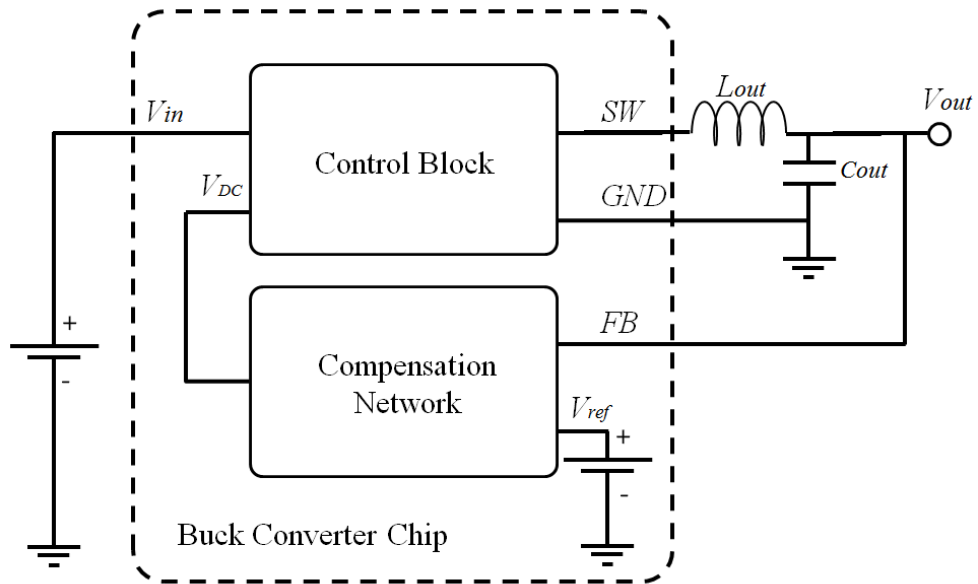 Lout
Vout
Vin
SW
Control Block
Cout
VDC
GND
+
-
FB
Compensation
Network
Vref
+
-
Buck Converter Chip